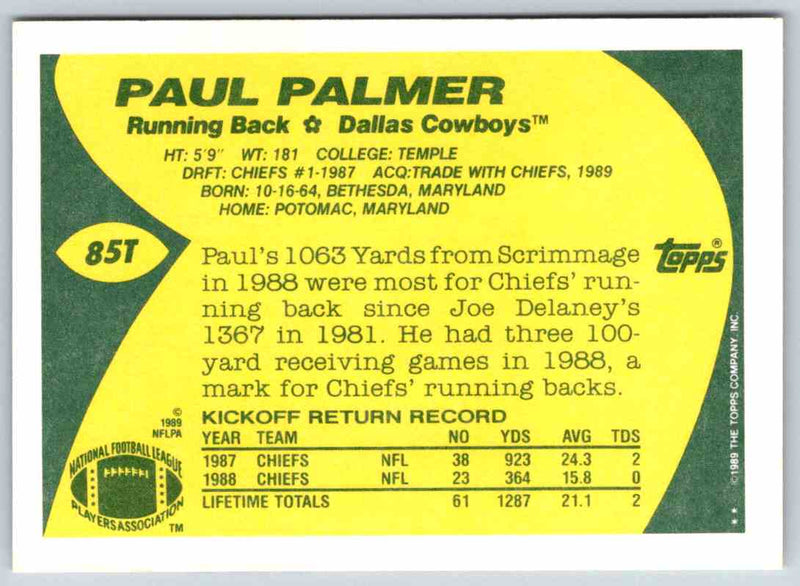 PAUL PALMER
Running Back ✩ Dallas Cowboys™
HT: 5'9" WT: 181 COLLEGE: TEMPLE
DRFT: CHIEFS #1-1987 ACQ:TRADE WITH CHIEFS, 1989
BORN: 10-16-64, BETHESDA, MARYLAND
HOME: POTOMAC, MARYLAND
85T
topps®
Paul's 1063 Yards from Scrimmage
in 1988 were most for Chiefs' run-
ning back since Joe Delaney's
1367 in 1981. He had three 100-
yard receiving games in 1988, a
mark for Chiefs' running backs.
KICKOFF RETURN RECORD
YEAR TEAM NO YDS AVG TDS
1987 CHIEFS NFL 38 923 24.3 2
1988 CHIEFS NFL 23 364 15.8 0
LIFETIME TOTALS 61 1287 21.1 2
©
1989
NFLPA
NATIONAL FOOTBALL LEAGUE
PLAYERS ASSOCIATION
TM
** ©1989 THE TOPPS COMPANY, INC.